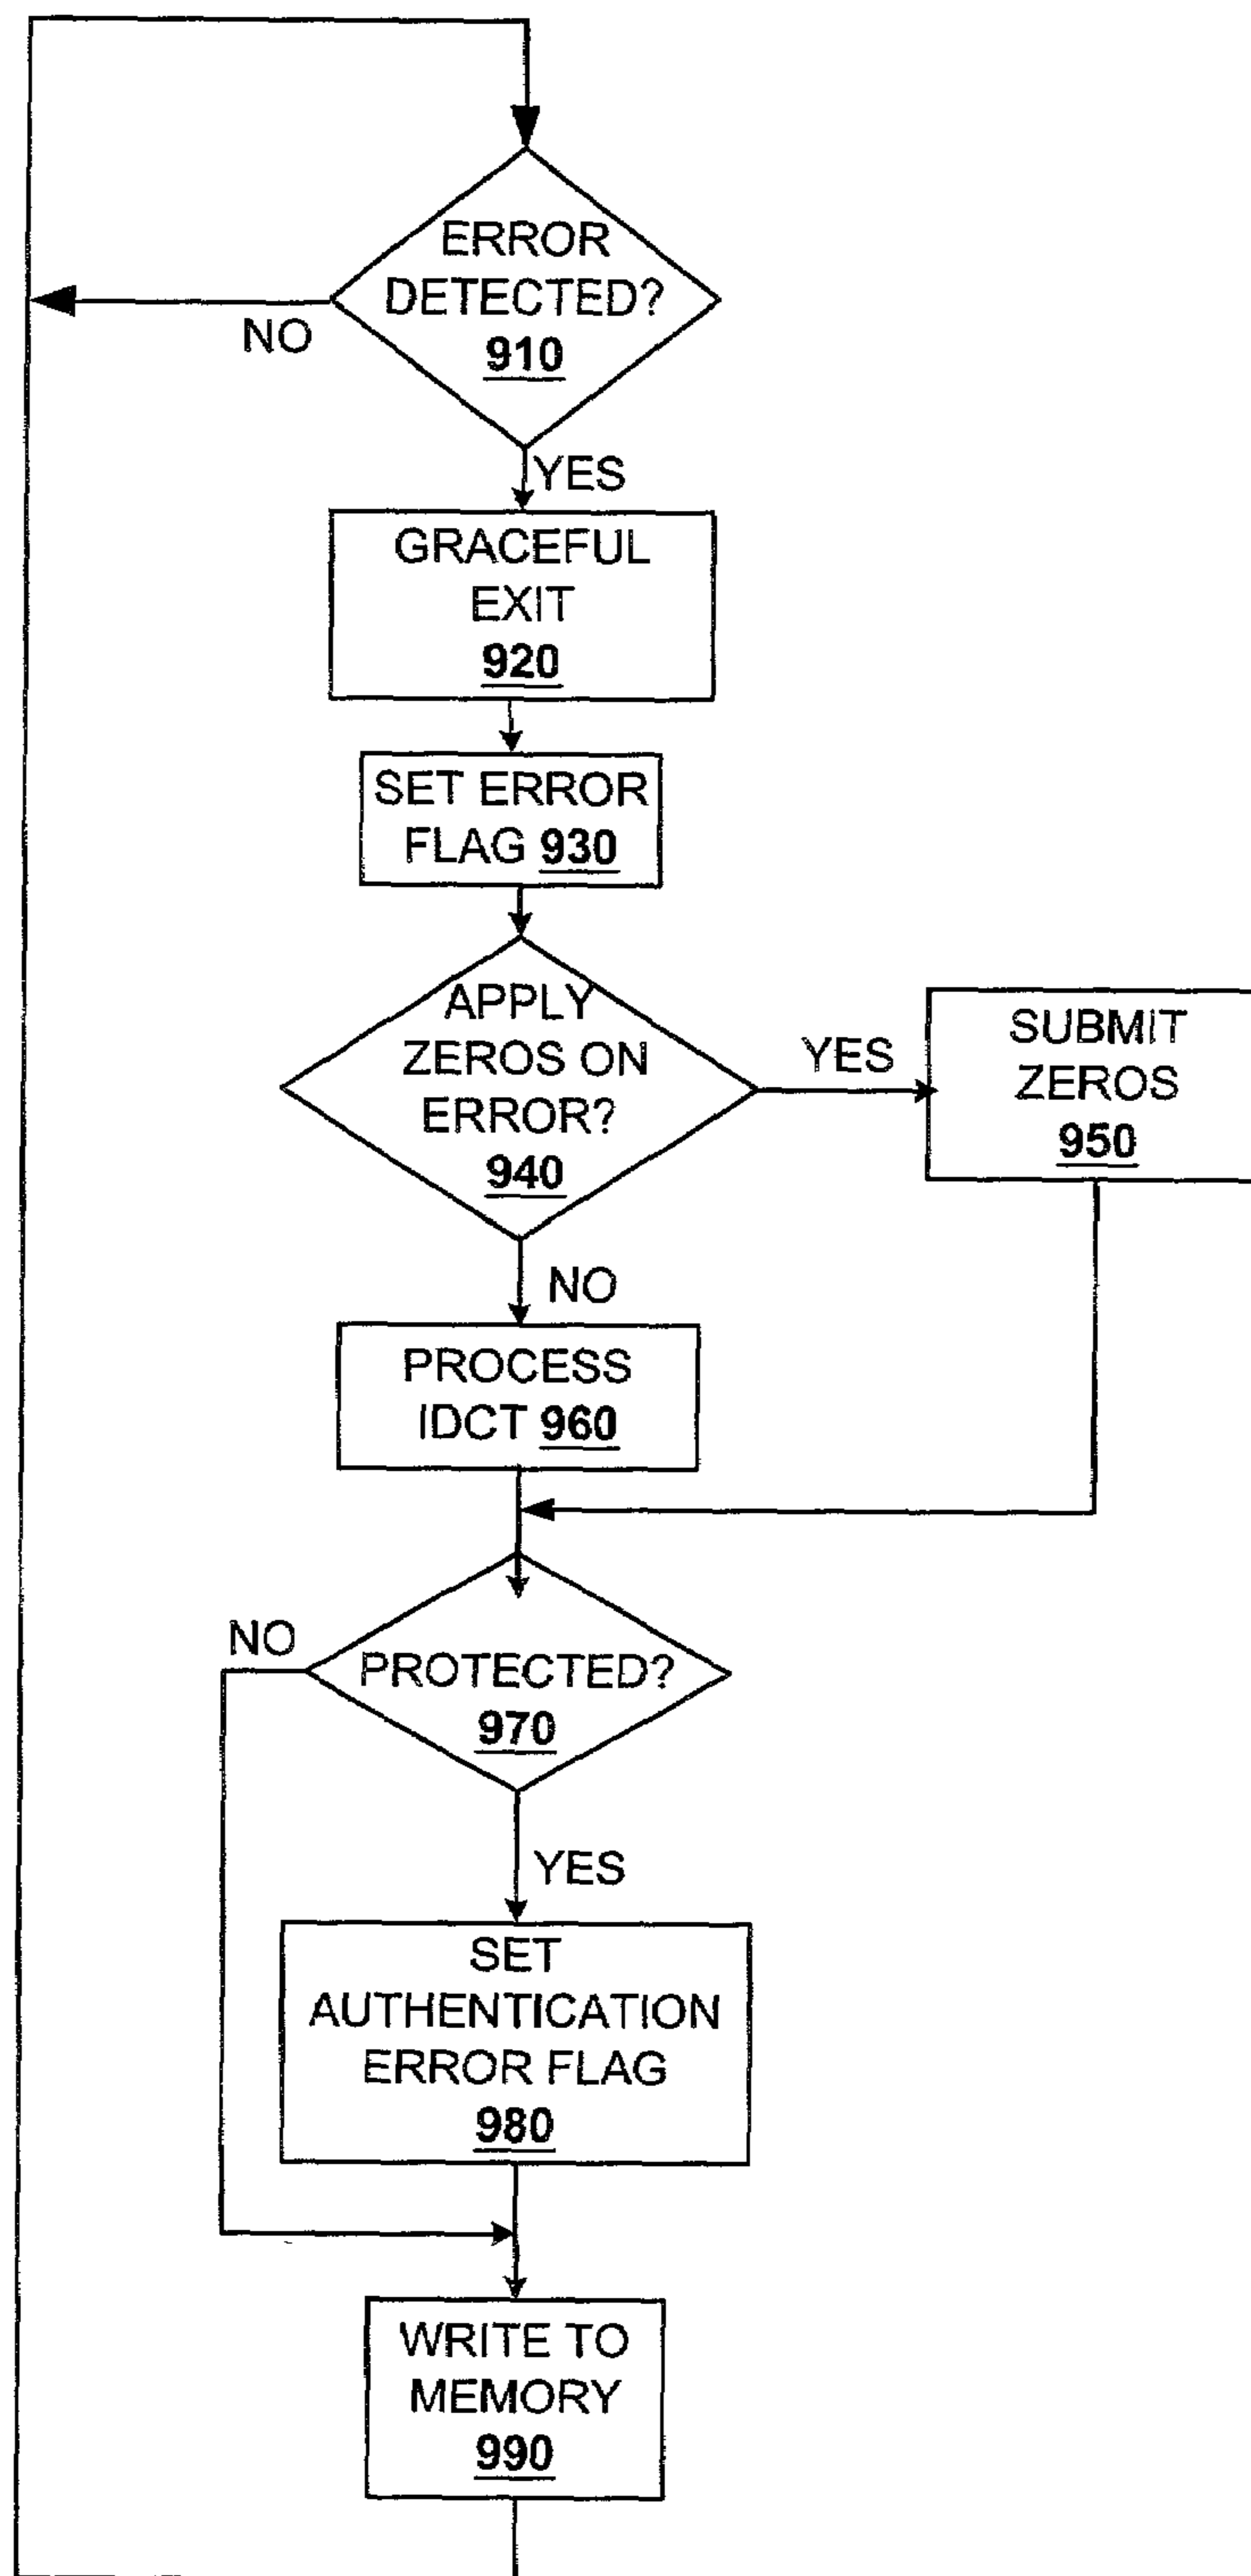 ERROR
DETECTED?
910
NO
YES
GRACEFUL
EXIT
920
SET ERROR
FLAG 930
APPLY
ZEROS ON
ERROR?
940
YES
SUBMIT
ZEROS
950
NO
PROCESS
IDCT 960
NO
PROTECTED?
970
YES
SET
AUTHENTICATION
ERROR FLAG
980
WRITE TO
MEMORY
990